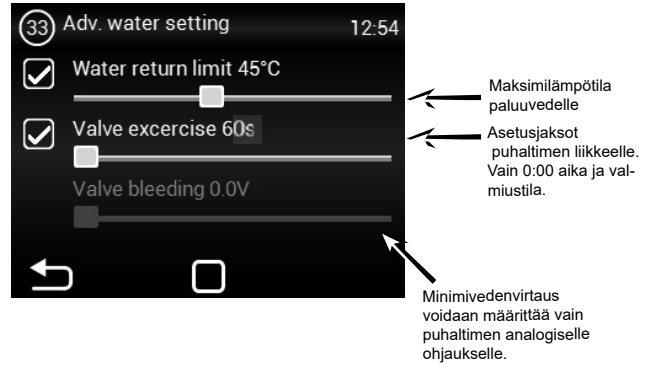 33 Adv. water setting 12:54
Water return limit 45°C
Valve excercise 60s
Valve bleeding 0.0V
Maksimilämpötila
paluuvedelle
Asetusjaksot
puhaltimen liikkeelle.
Vain 0:00 aika ja val-
miustila.
Minimivedenvirtaus
voidaan määrittää vain
puhaltimen analogiselle
ohjaukselle.